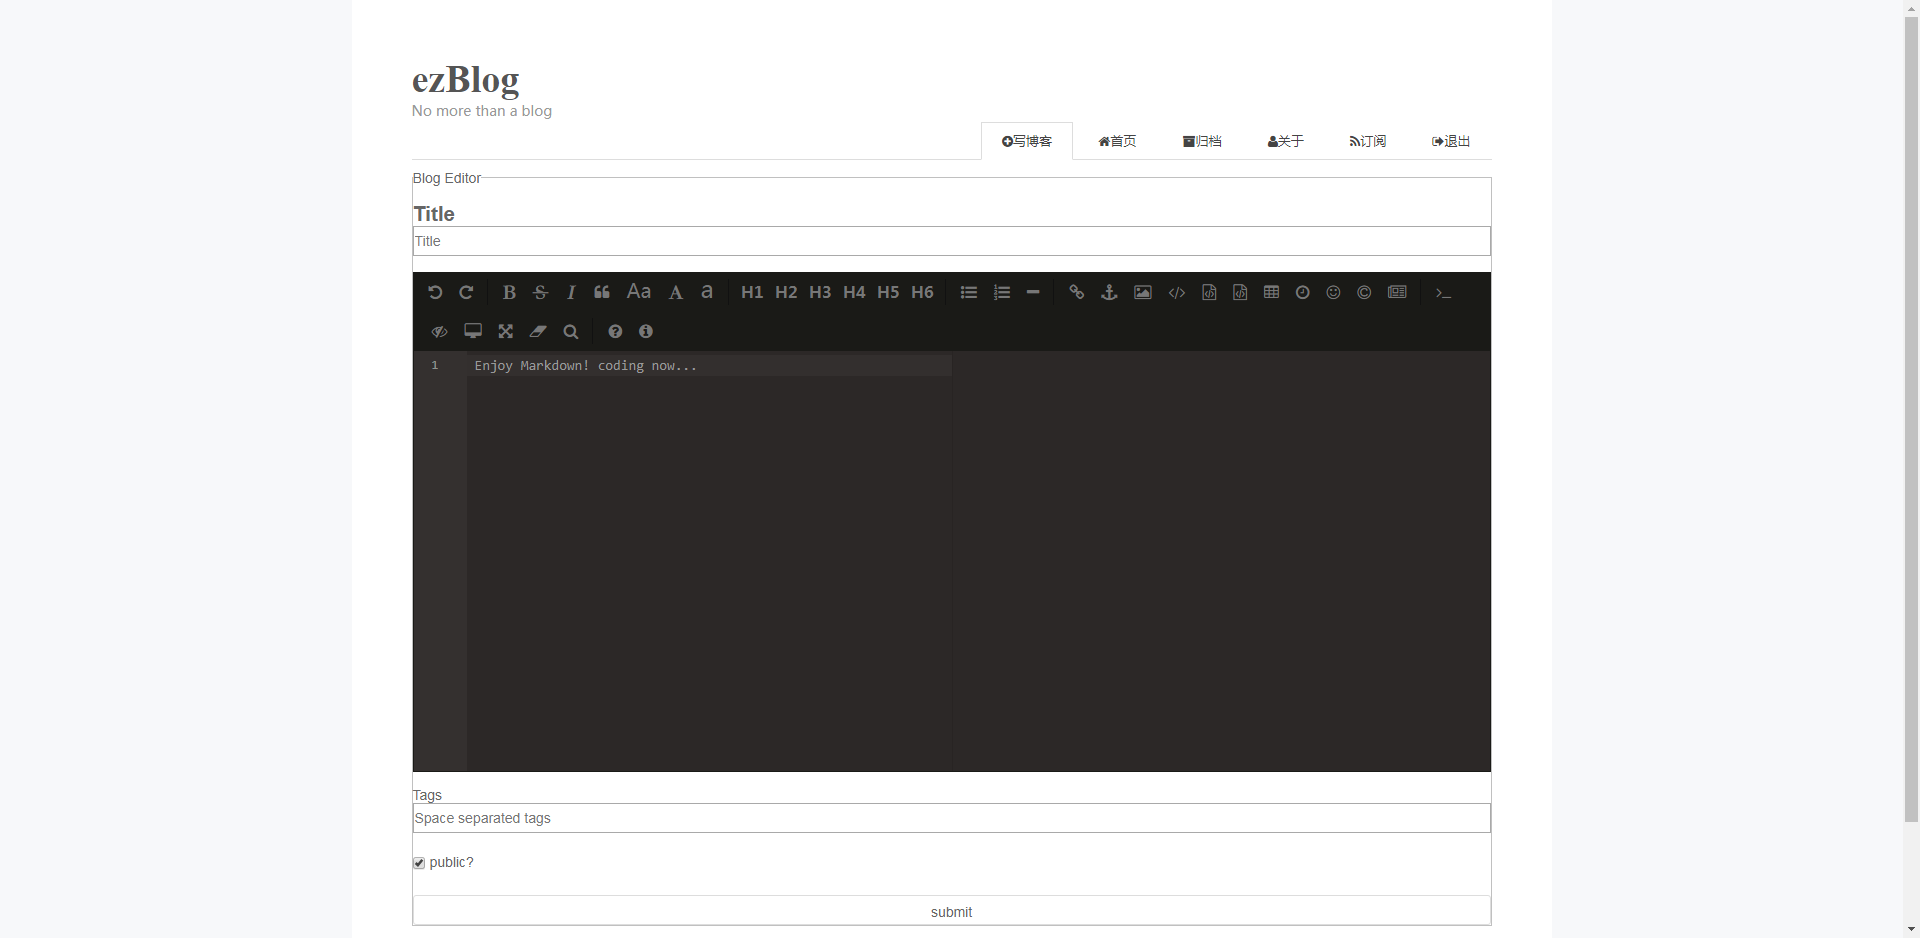 ezBlog
No more than a blog
写博客 首页 归档 关于 订阅 退出
Blog Editor
Title
Title
B S I Aa A a H1 H2 H3 H4 H5 H6 >_
1 Enjoy Markdown! coding now...
Tags
Space separated tags
public?
submit